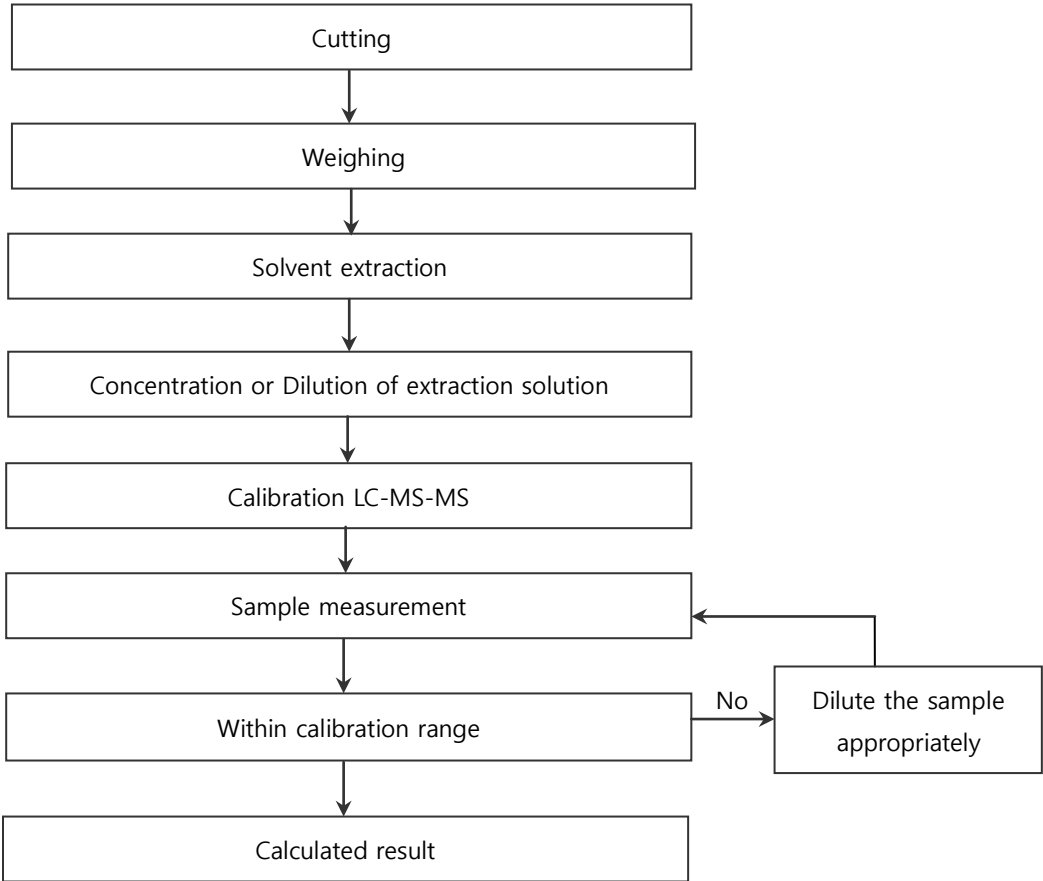 Cutting
Weighing
Solvent extraction
Concentration or Dilution of extraction solution
Calibration LC-MS-MS
Sample measurement
Within calibration range
No
Dilute the sample
appropriately
Calculated result